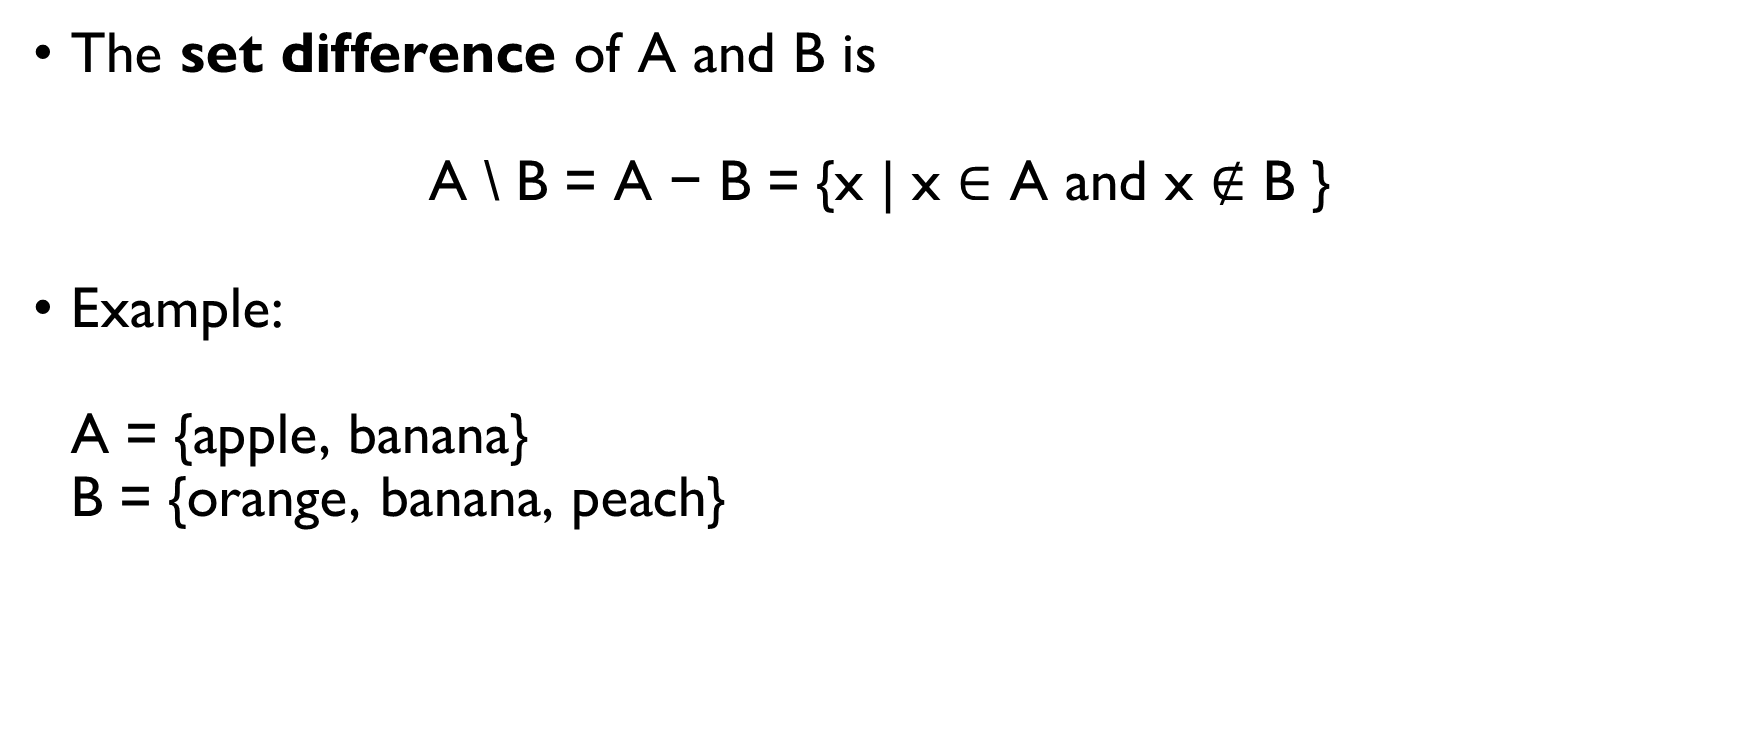 • The set difference of A and B is
A \ B = A − B = {x | x ∈ A and x ∉ B }
• Example:
A = {apple, banana}
B = {orange, banana, peach}